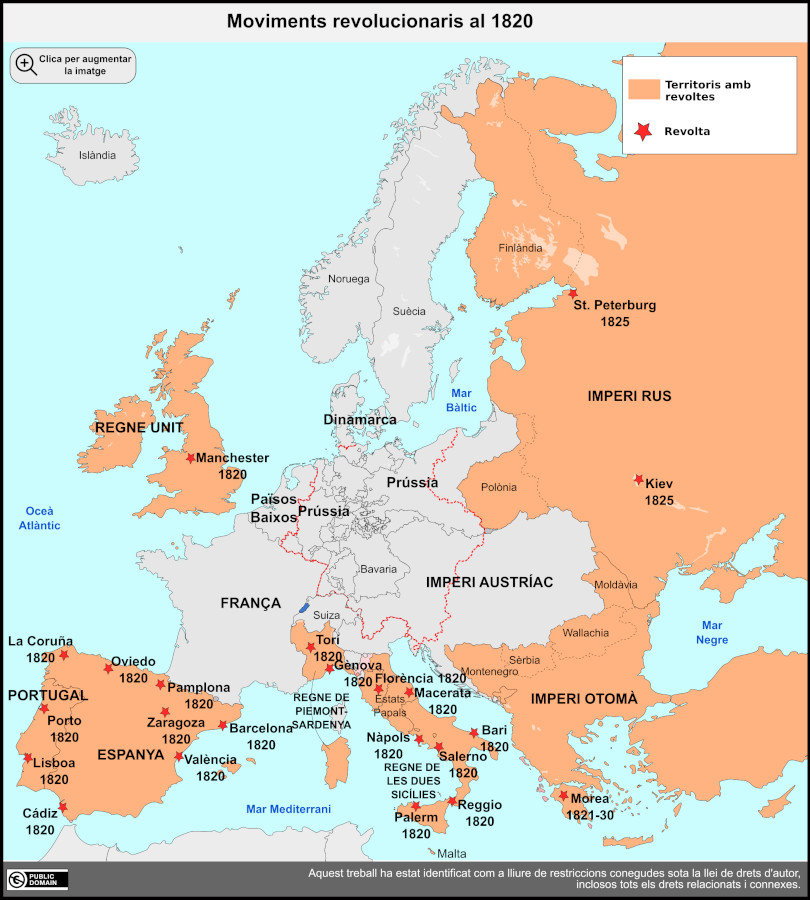 Moviments revolucionaris al 1820
Clica per augmentar
la imatge
Territoris amb
revoltes
Revolta
Islàndia
Noruega
Suècia
Finlàndia
St. Peterburg
1825
Mar
Bàltic
IMPERI RUS
Dinamarca
REGNE UNIT
Manchester
1820
Prússia
Polònia
Kiev
1825
Països
Baixos
Prússia
Oceà
Atlàntic
Bavaria
IMPERI AUSTRÍAC
Moldàvia
FRANÇA
Suiza
Mar
Negre
Wallachia
La Coruña
1820
Oviedo
1820
Torí
1820
Gènova
1820
Florència 1820
Sèrbia
Montenegro
Pamplona
1820
PORTUGAL
Porto
1820
Zaragoza
1820
Barcelona
1820
REGNE DE
PIEMONT-
SARDENYA
Estats
Papals
Macerata
1820
IMPERI OTOMÀ
ESPANYA
Nàpols
1820
Bari
1820
Lisboa
1820
València
1820
Salerno
1820
REGNE DE
LES DUES
SICÍLIES
Cádiz
1820
Mar Mediterrani
Palerm
1820
Reggio
1820
Morea
1821-30
Malta
PUBLIC
DOMAIN
Aquest treball ha estat identificat com a lliure de restriccions conegudes sota la llei de drets d'autor,
inclosos tots els drets relacionats i connexes.